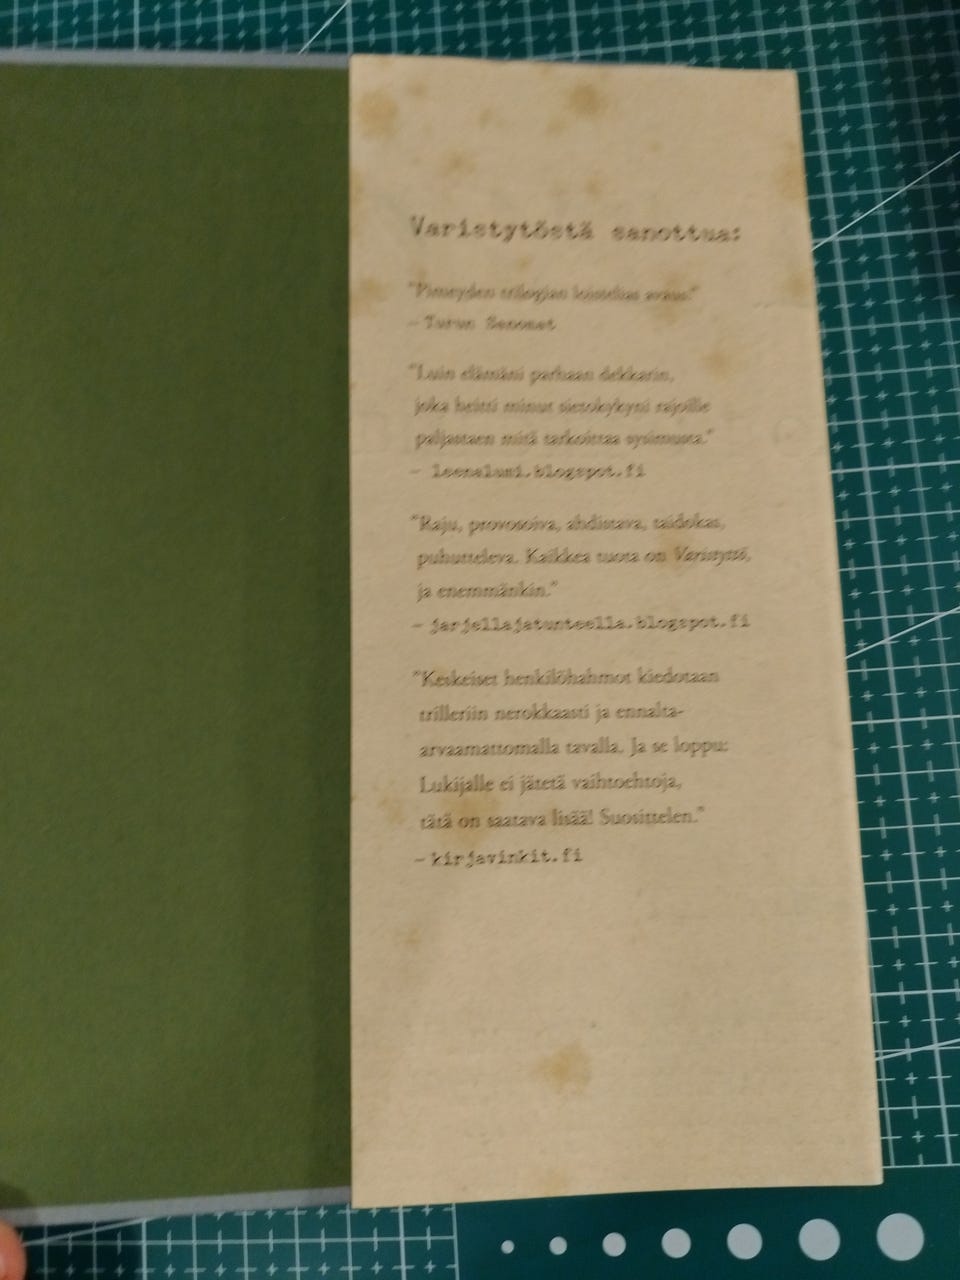 Varistytöstä sanottua:
"Pimeyden trilogian loistelias avaus."
– Turun Sanomat
"Luin elämäni parhaan dekkarin,
joka heitti minut sietokykyni rajoille
paljastaen mitä tarkoittaa sysimusta."
– leenalumi.blogspot.fi
"Raju, provosoiva, ahdistava, taidokas,
puhutteleva. Kaikkea tuota on Varistyttö,
ja enemmänkin."
– jarjellajatunteella.blogspot.fi
"Keskeiset henkilöhahmot kiedotaan
trilleriin nerokkaasti ja ennalta-
arvaamattomalla tavalla. Ja se loppu:
Lukijalle ei jätetä vaihtoehtoja,
tätä on saatava lisää! Suosittelen."
– kirjavinkit.fi